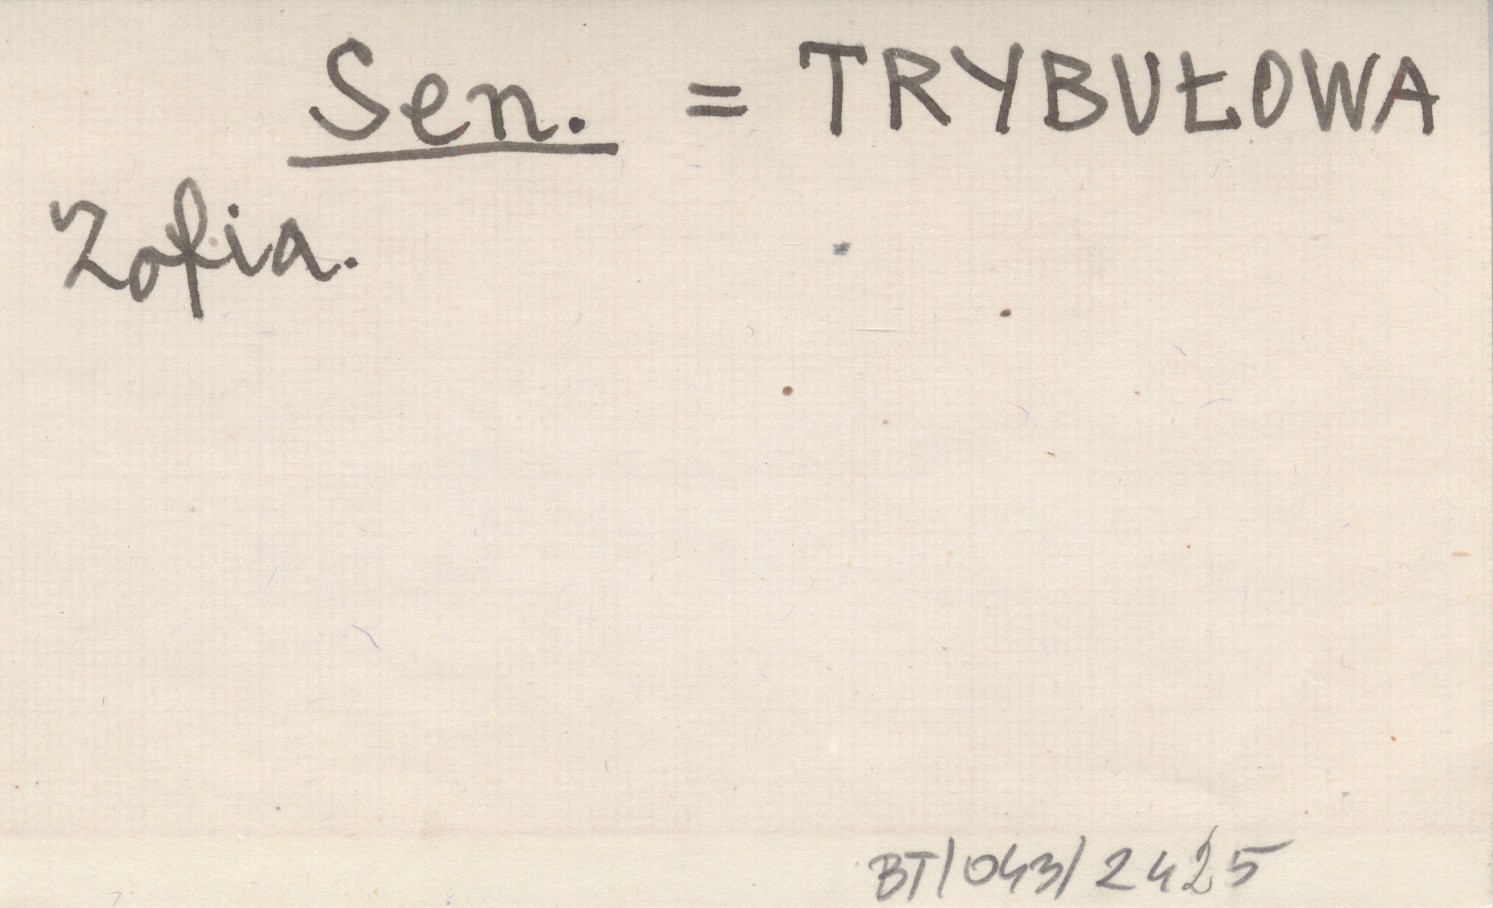 Sen. = TRYBUŁOWA
Zofia.
BT/043/2425